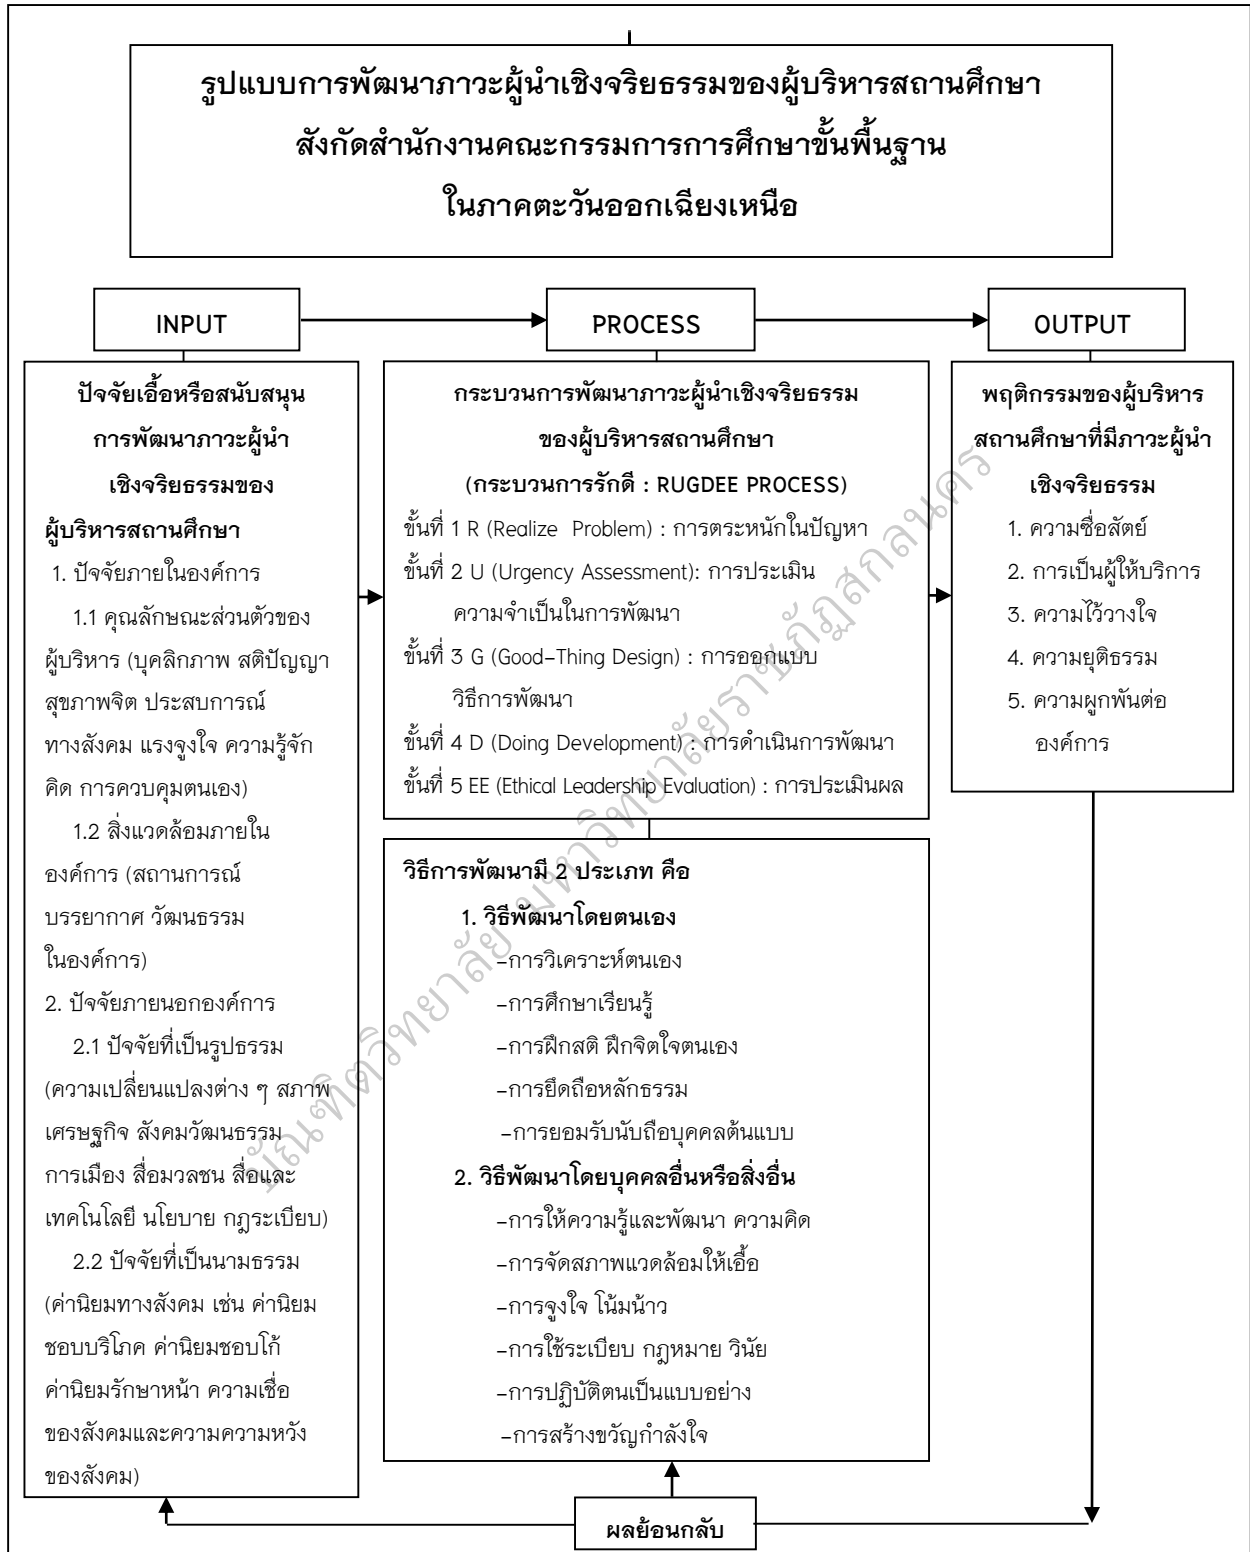 รูปแบบการพัฒนาภาวะผู้นำเชิงจริยธรรมของผู้บริหารสถานศึกษา
สังกัดสำนักงานคณะกรรมการการศึกษาขั้นพื้นฐาน
ในภาคตะวันออกเฉียงเหนือ
INPUT
PROCESS
OUTPUT
ปัจจัยเอื้อหรือสนับสนุน
การพัฒนาภาวะผู้นำ
เชิงจริยธรรมของ
ผู้บริหารสถานศึกษา
1. ปัจจัยภายในองค์การ
1.1 คุณลักษณะส่วนตัวของ
ผู้บริหาร (บุคลิกภาพ สติปัญญา
สุขภาพจิต ประสบการณ์
ทางสังคม แรงจูงใจ ความรู้จัก
คิด การควบคุมตนเอง)
1.2 สิ่งแวดล้อมภายใน
องค์การ (สถานการณ์
บรรยากาศ วัฒนธรรม
ในองค์การ)
2. ปัจจัยภายนอกองค์การ
2.1 ปัจจัยที่เป็นรูปธรรม
(ความเปลี่ยนแปลงต่าง ๆ สภาพ
เศรษฐกิจ สังคมวัฒนธรรม
การเมือง สื่อมวลชน สื่อและ
เทคโนโลยี นโยบาย กฎระเบียบ)
2.2 ปัจจัยที่เป็นนามธรรม
(ค่านิยมทางสังคม เช่น ค่านิยม
ชอบบริโภค ค่านิยมชอบโก้
ค่านิยมรักษาหน้า ความเชื่อ
ของสังคมและความความหวัง
ของสังคม)
กระบวนการพัฒนาภาวะผู้นำเชิงจริยธรรม
ของผู้บริหารสถานศึกษา
(กระบวนการรักดี : RUGDEE PROCESS)
ขั้นที่ 1 R (Realize Problem) : การตระหนักในปัญหา
ขั้นที่ 2 U (Urgency Assessment): การประเมิน
ความจำเป็นในการพัฒนา
ขั้นที่ 3 G (Good-Thing Design) : การออกแบบ
วิธีการพัฒนา
ขั้นที่ 4 D (Doing Development) : การดำเนินการพัฒนา
ขั้นที่ 5 EE (Ethical Leadership Evaluation) : การประเมินผล
วิธีการพัฒนามี 2 ประเภท คือ
1. วิธีพัฒนาโดยตนเอง
-การวิเคราะห์ตนเอง
-การศึกษาเรียนรู้
-การฝึกสติ ฝึกจิตใจตนเอง
-การยึดถือหลักธรรม
-การยอมรับนับถือบุคคลต้นแบบ
2. วิธีพัฒนาโดยบุคคลอื่นหรือสิ่งอื่น
-การให้ความรู้และพัฒนา ความคิด
-การจัดสภาพแวดล้อมให้เอื้อ
-การจูงใจ โน้มน้าว
-การใช้ระเบียบ กฎหมาย วินัย
-การปฏิบัติตนเป็นแบบอย่าง
-การสร้างขวัญกำลังใจ
พฤติกรรมของผู้บริหาร
สถานศึกษาที่มีภาวะผู้นำ
เชิงจริยธรรม
1. ความซื่อสัตย์
2. การเป็นผู้ให้บริการ
3. ความไว้วางใจ
4. ความยุติธรรม
5. ความผูกพันต่อ
องค์การ
ผลย้อนกลับ
บัณฑิตวิทยาลัย มหาวิทยาลัยราชภัฏสกลนคร